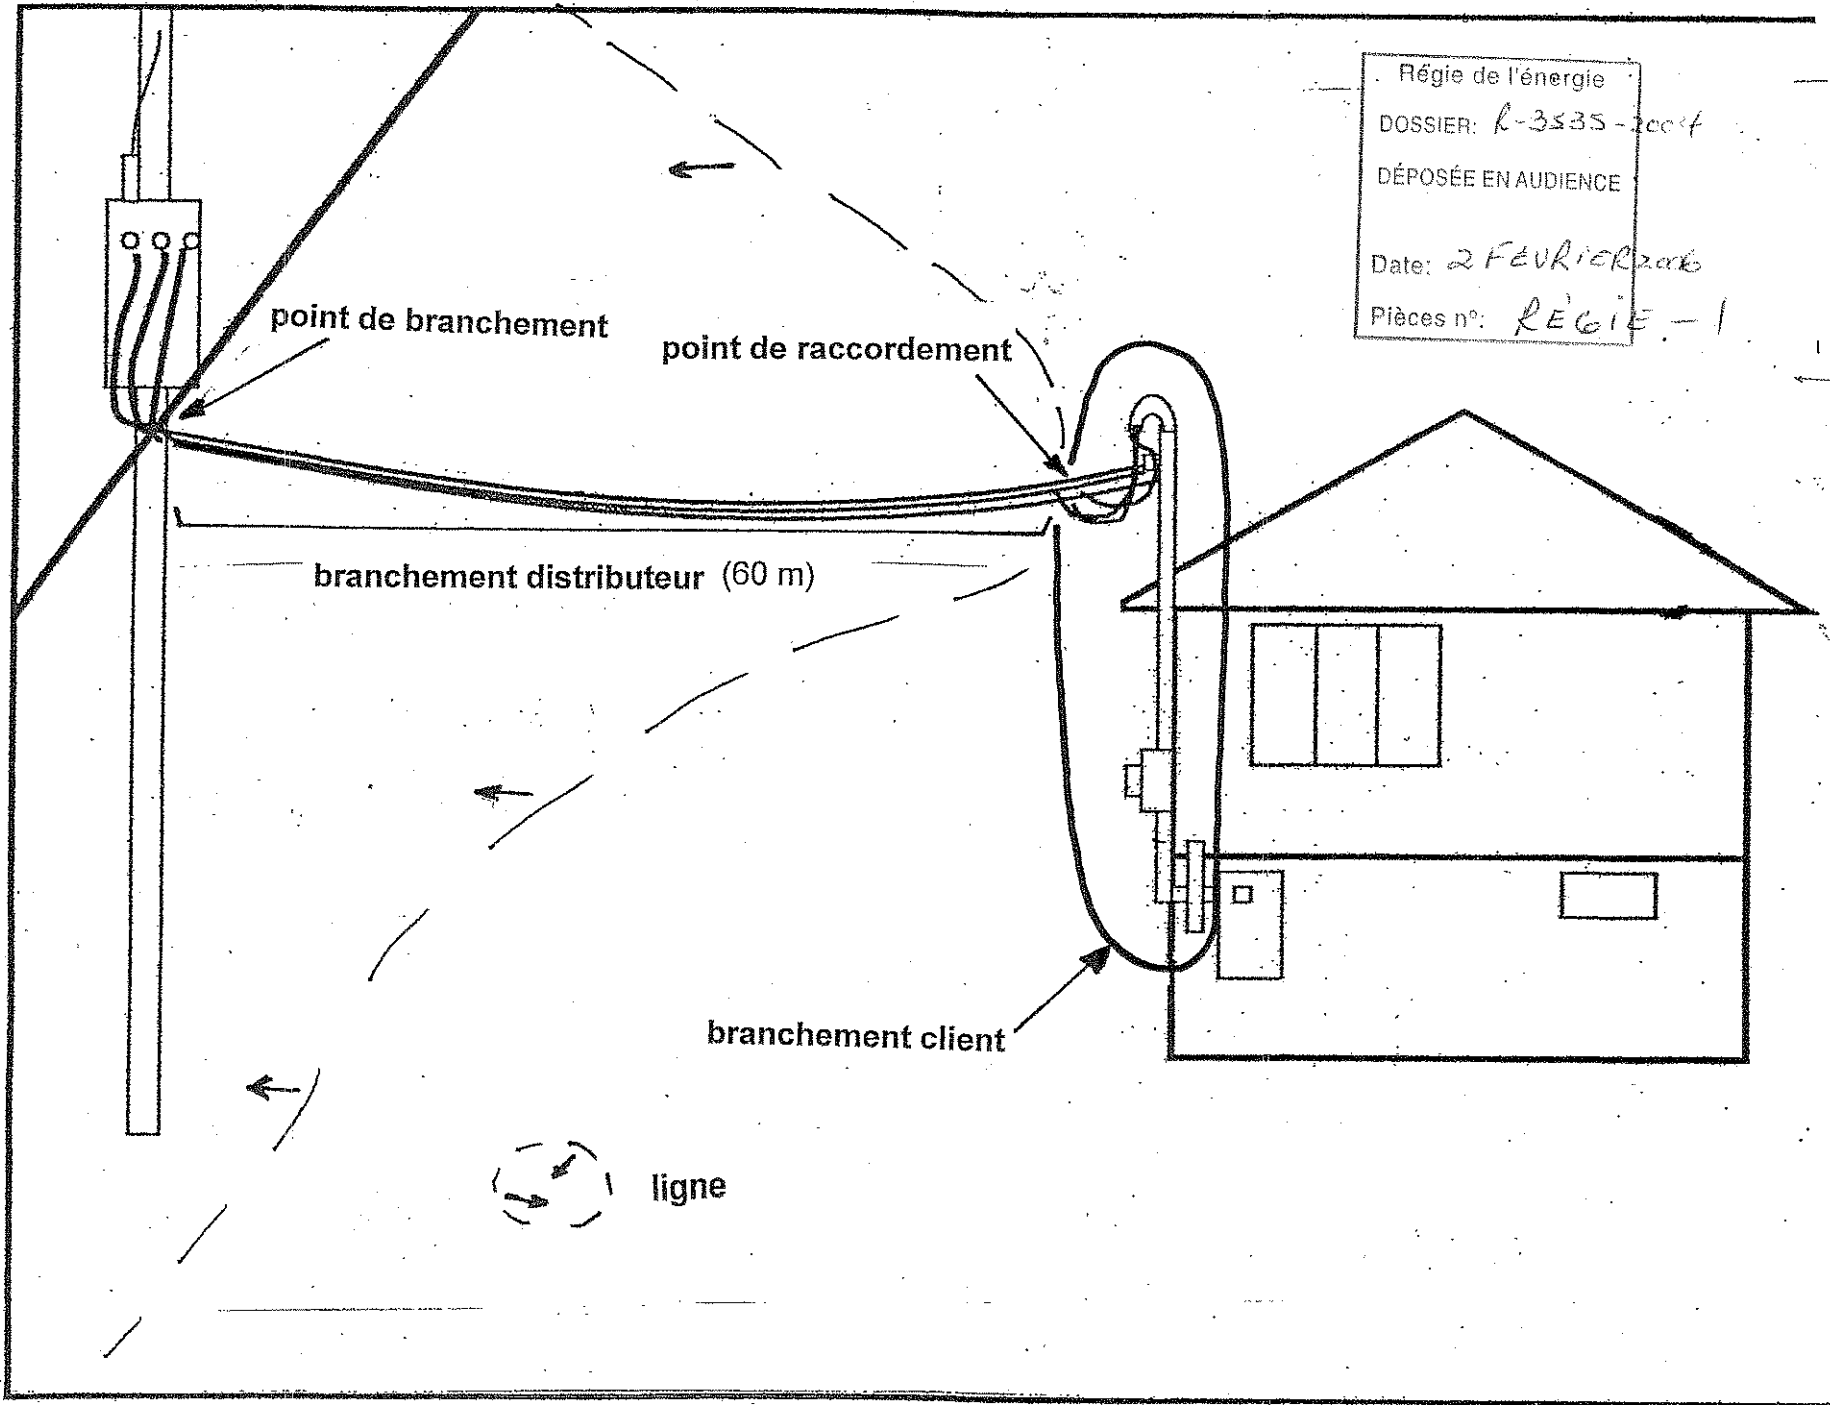 Régie de l'énergie
DOSSIER: R-3535-2004
DÉPOSÉE EN AUDIENCE
Date: 2 FÉVRIER 2006
Pièces n°: RÉGIE - 1
point de branchement
point de raccordement
branchement distributeur (60 m)
branchement client
ligne